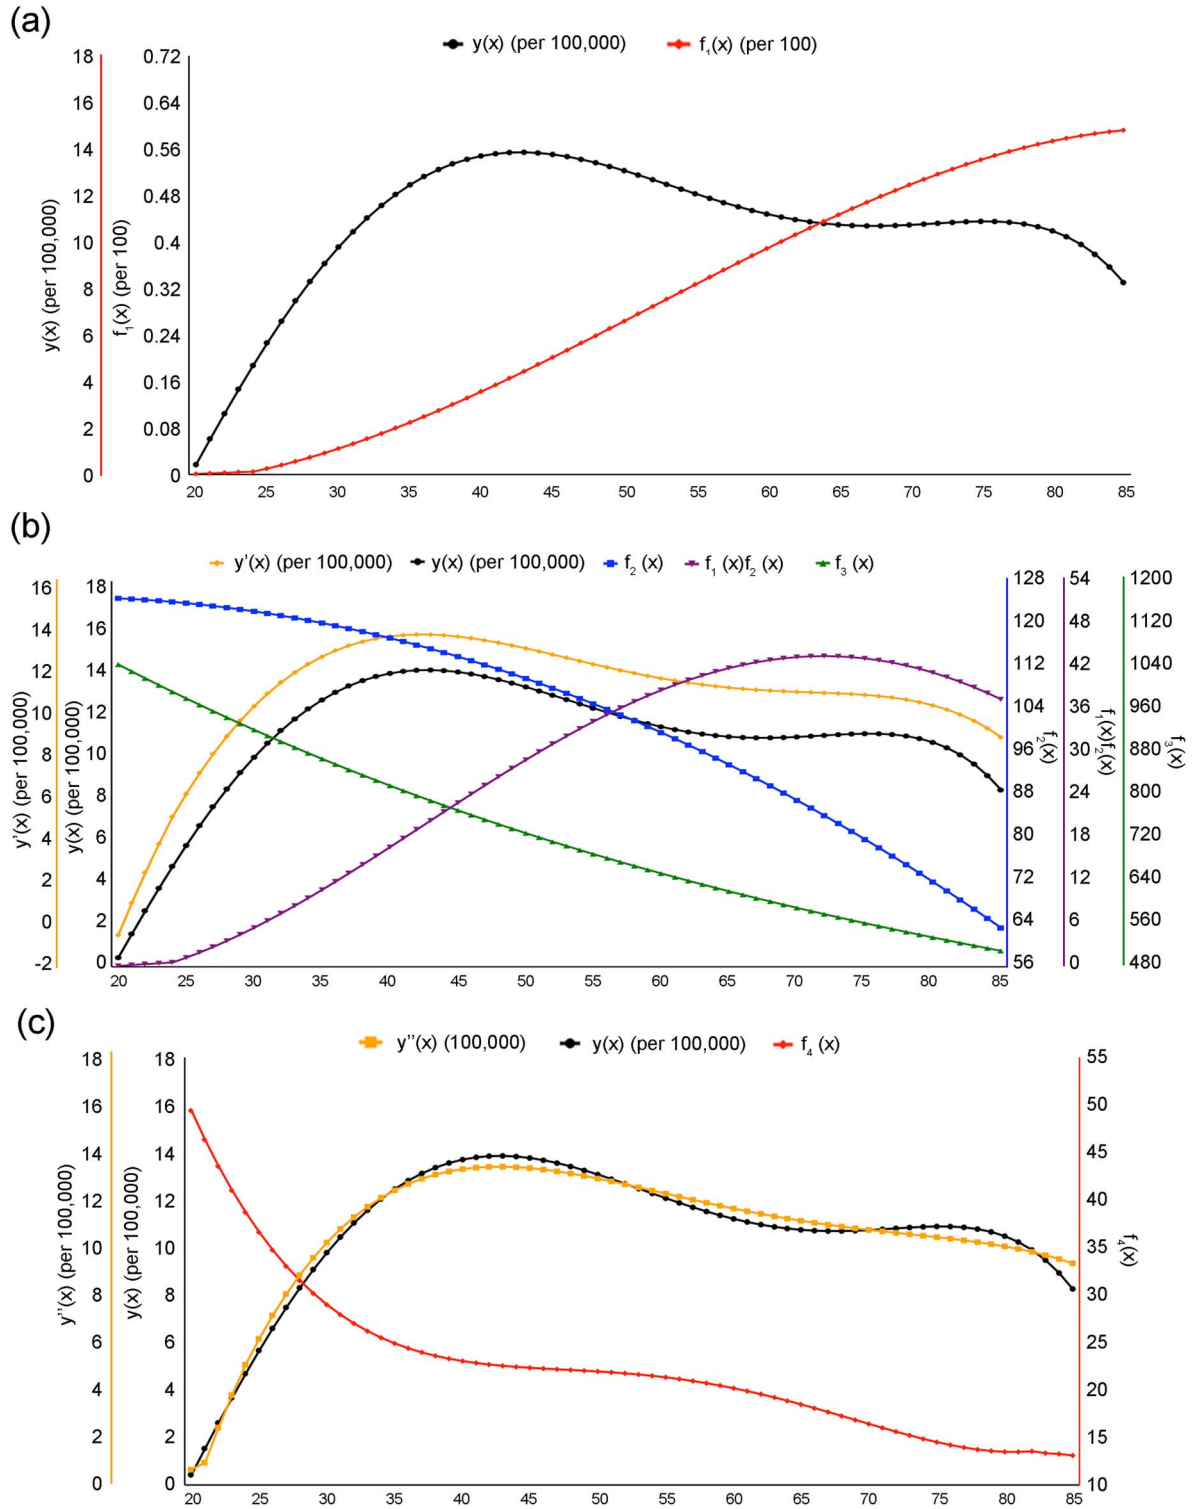 (a)
y(x) (per 100,000) f₁(x) (per 100)
18 0.72
16 0.64
14 0.56
12 0.48
10 0.4
8 0.32
6 0.24
4 0.16
2 0.08
0 0
y(x) (per 100,000)
f₁(x) (per 100)
20 25 30 35 40 45 50 55 60 65 70 75 80 85
(b)
y'(x) (per 100,000) y(x) (per 100,000) f₂ (x) f₁ (x)f₂ (x) f₃ (x)
16 18 128 54 1200
14 16 120 48 1120
12 14 112 42 1040
10 12 104 36 960
8 10 96 30 880
6 8 88 24 800
4 6 80 18 720
2 4 72 12 640
0 2 64 6 560
-2 0 56 0 480
y'(x) (per 100,000)
y(x) (per 100,000)
f₂(x)
f₁(x)f₂(x)
f₃(x)
20 25 30 35 40 45 50 55 60 65 70 75 80 85
(c)
y''(x) (100,000) y(x) (per 100,000) f₄ (x)
18 18 55
16 16 50
14 14 45
12 12 40
10 10 35
8 8 30
6 6 25
4 4 20
2 2 15
0 0 10
y''(x) (per 100,000)
y(x) (per 100,000)
f₄(x)
20 25 30 35 40 45 50 55 60 65 70 75 80 85